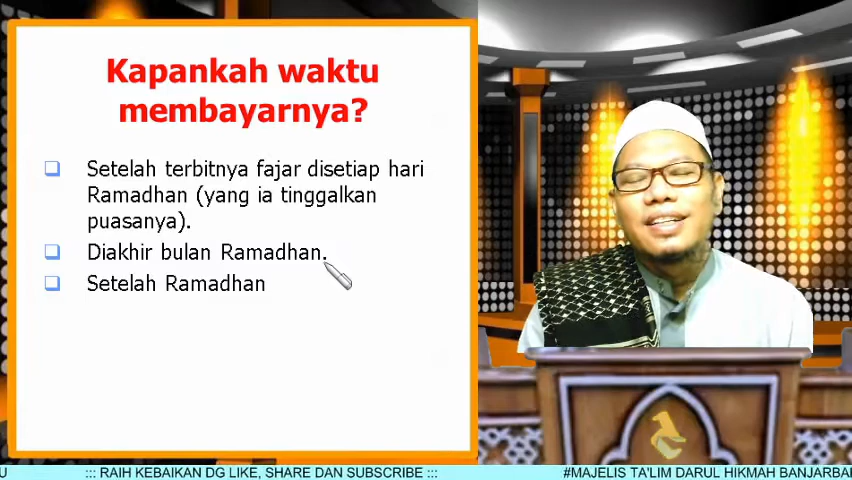 Kapankah waktu
membayarnya?
Setelah terbitnya fajar disetiap hari
Ramadhan (yang ia tinggalkan
puasanya).
Diakhir bulan Ramadhan.
Setelah Ramadhan
U ::: RAIH KEBAIKAN DG LIKE, SHARE DAN SUBSCRIBE ::: #MAJELIS TA'LIM DARUL HIKMAH BANJARBA